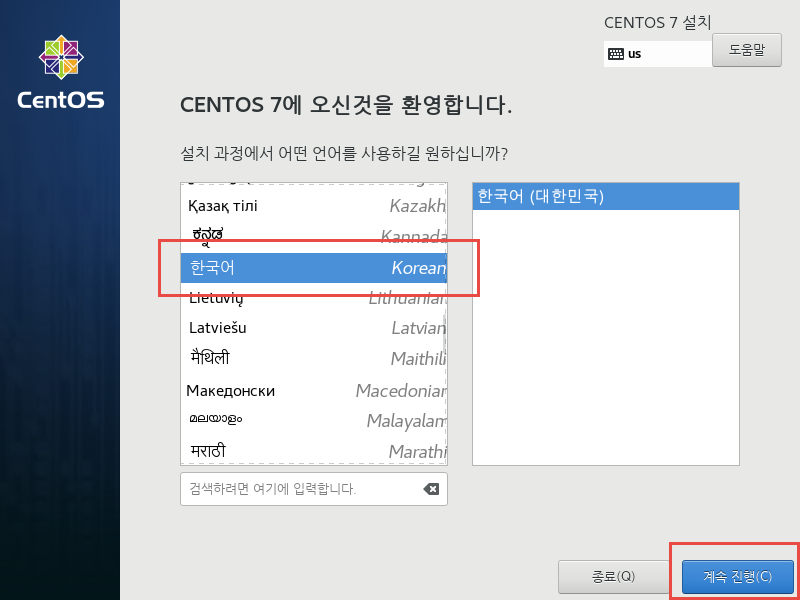 CENTOS 7 설치
us
도움말
CentOS
CENTOS 7에 오신것을 환영합니다.
설치 과정에서 어떤 언어를 사용하길 원하십니까?
Қазақ тілі Kazakh
ಕನ್ನಡ Kannada
한국어 Korean
Lietuvių Lithuanian
Latviešu Latvian
मैथिली Maithili
Македонски Macedonian
മലയാളം Malayalam
मराठी Marathi
한국어 (대한민국)
검색하려면 여기에 입력합니다.
종료(Q)
계속 진행(C)